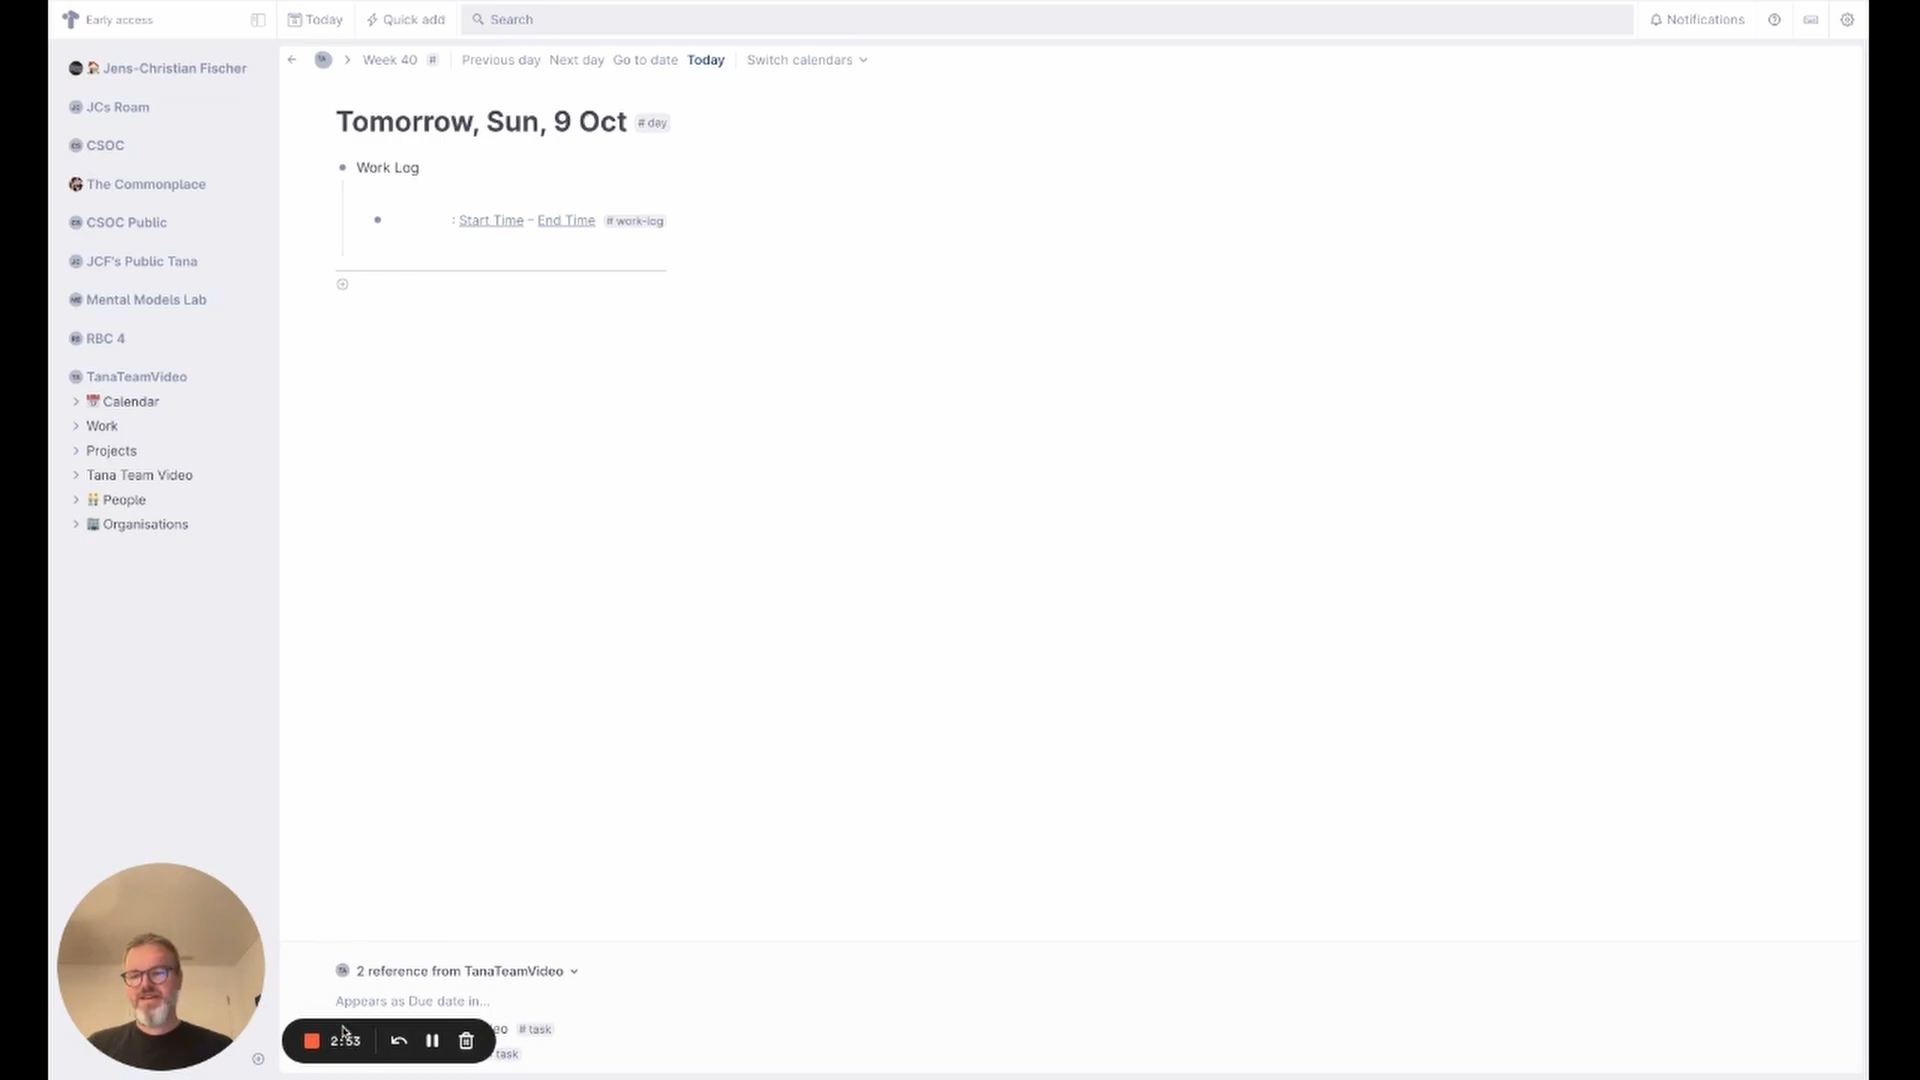 Early access
Today
Quick add
Search
Notifications
Jens-Christian Fischer
JCs Roam
CSOC
The Commonplace
CSOC Public
JCF's Public Tana
Mental Models Lab
RBC 4
TanaTeamVideo
Calendar
Work
Projects
Tana Team Video
People
Organisations
Week 40 #
Previous day
Next day
Go to date
Today
Switch calendars
Tomorrow, Sun, 9 Oct # day
Work Log
: Start Time – End Time # work-log
2 reference from TanaTeamVideo
Appears as Due date in...
eo # task
task
2:53